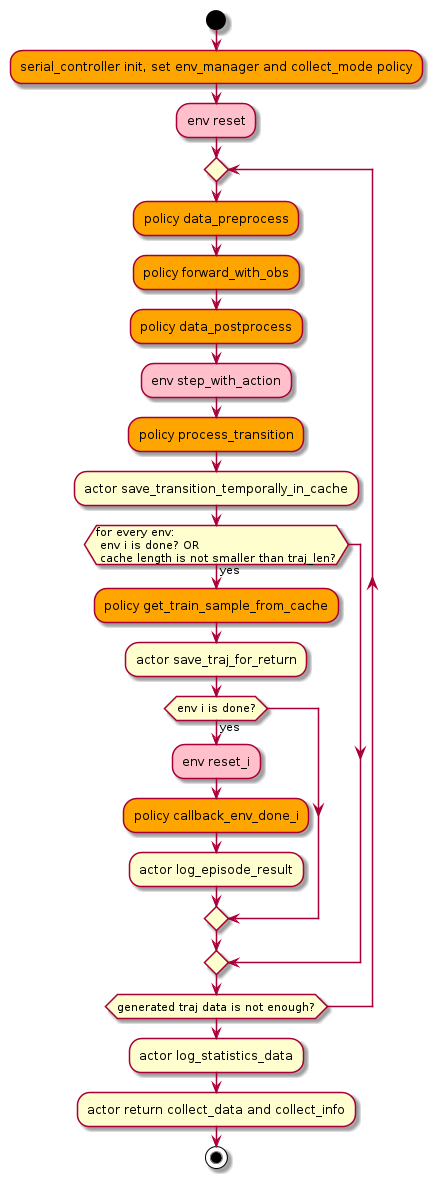 serial_controller init, set env_manager and collect_mode policy
env reset
policy data_preprocess
policy forward_with_obs
policy data_postprocess
env step_with_action
policy process_transition
actor save_transition_temporally_in_cache
for every env:
env i is done? OR
cache length is not smaller than traj_len?
yes
policy get_train_sample_from_cache
actor save_traj_for_return
env i is done?
yes
env reset_i
policy callback_env_done_i
actor log_episode_result
generated traj data is not enough?
actor log_statistics_data
actor return collect_data and collect_info